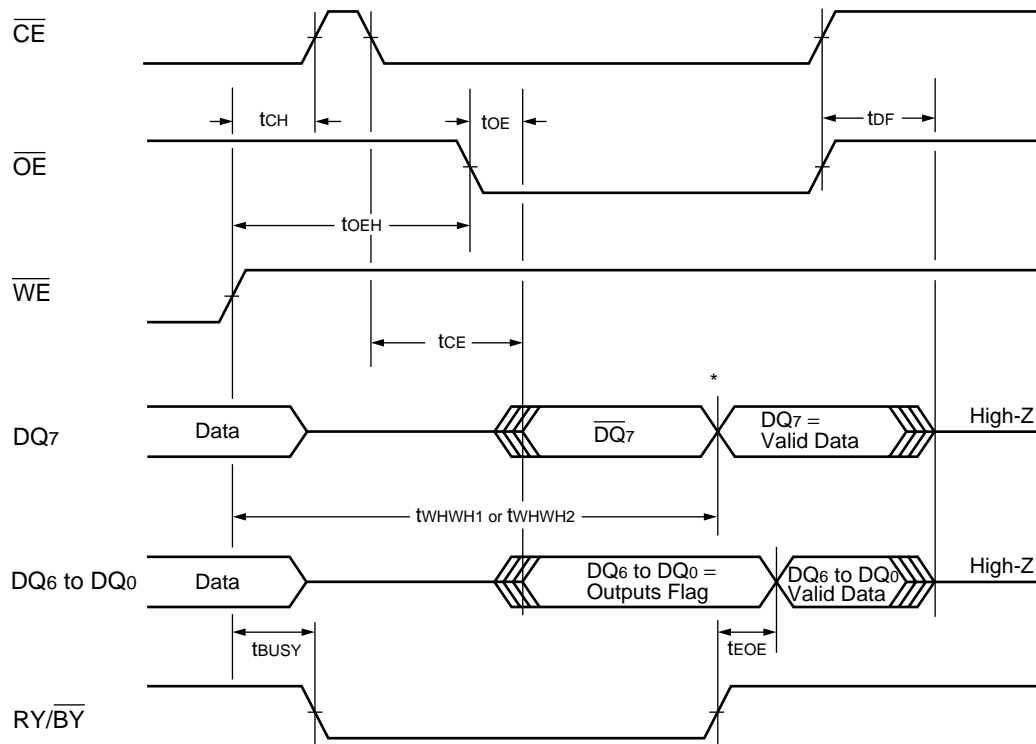 CE
tCH
tOE
tDF
OE
tOEH
WE
tCE
*
DQ7
Data
DQ7
DQ7 =
Valid Data
High-Z
tWHWH1 or tWHWH2
DQ6 to DQ0
Data
DQ6 to DQ0 =
Outputs Flag
DQ6 to DQ0
Valid Data
High-Z
tBUSY
tEOE
RY/BY